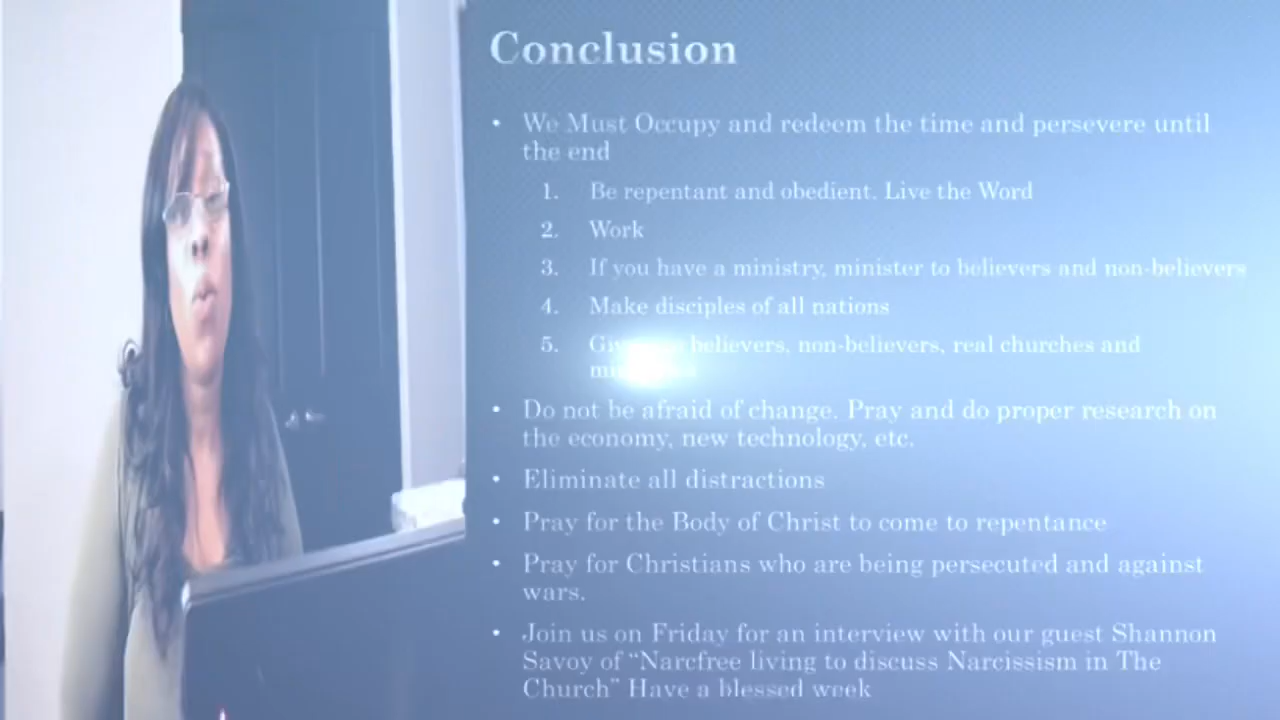 Conclusion
• We Must Occupy and redeem the time and persevere until
the end
1. Be repentant and obedient. Live the Word
2. Work
3. If you have a ministry, minister to believers and non-believers
4. Make disciples of all nations
5. believers, non-believers, real churches and
• Do not be afraid of change. Pray and do proper research on
the economy, new technology, etc.
• Eliminate all distractions
• Pray for the Body of Christ to come to repentance
• Pray for Christians who are being persecuted and against
wars.
• Join us on Friday for an interview with our guest Shannon
Savoy of “Narcfree living to discuss Narcissism in The
Church” Have a blessed week